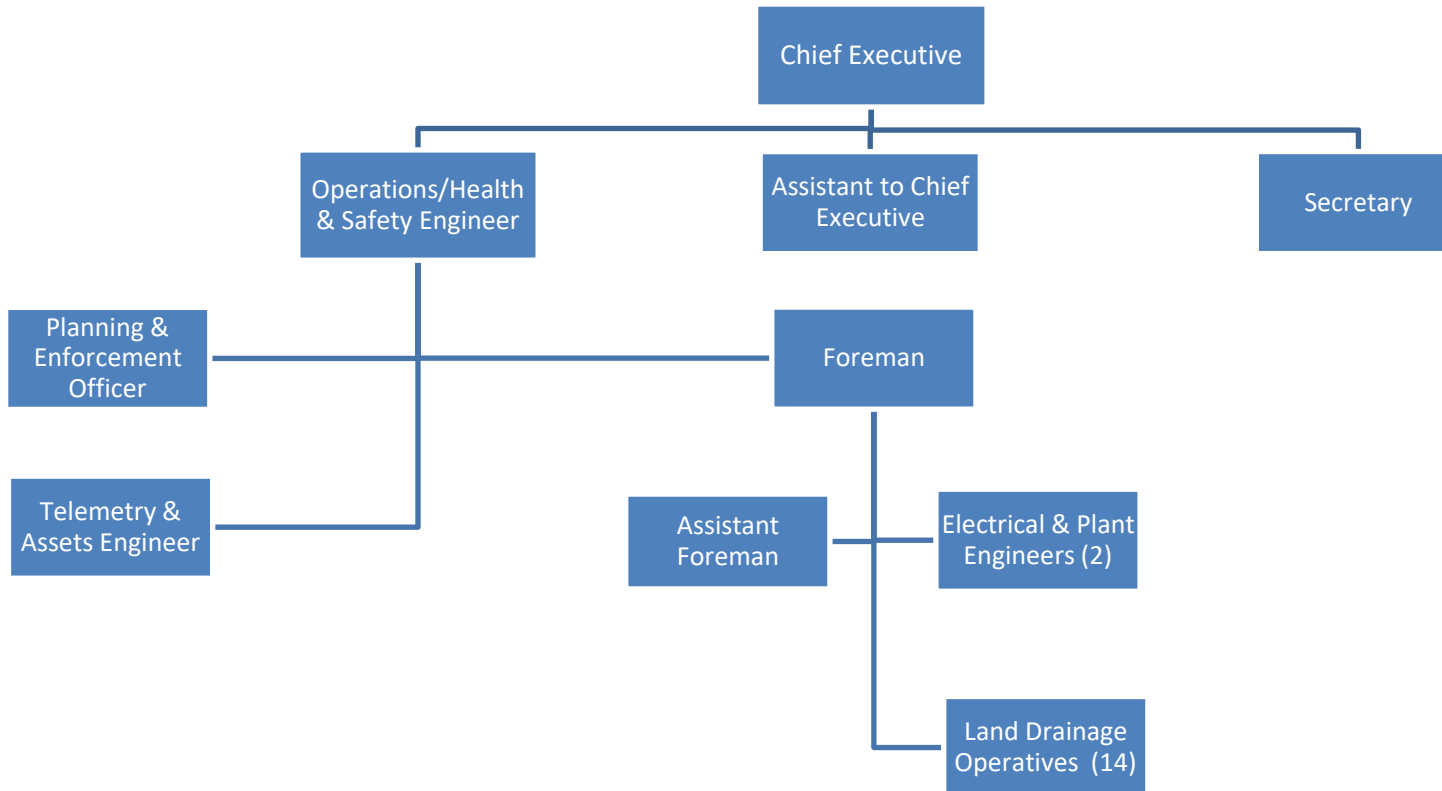 Chief Executive
Operations/Health
& Safety Engineer
Assistant to Chief
Executive
Secretary
Planning &
Enforcement
Officer
Foreman
Telemetry &
Assets Engineer
Assistant
Foreman
Electrical & Plant
Engineers (2)
Land Drainage
Operatives (14)